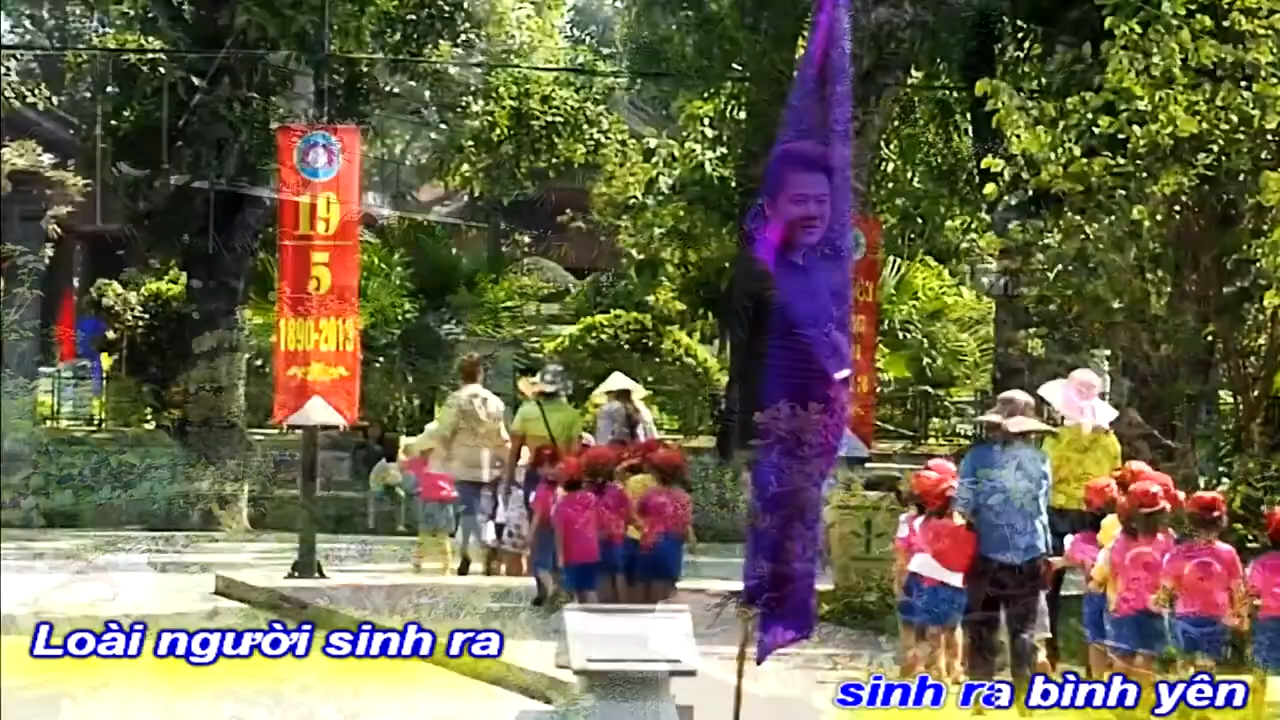 19
5
1890-2013
Loài người sinh ra
sinh ra bình yên